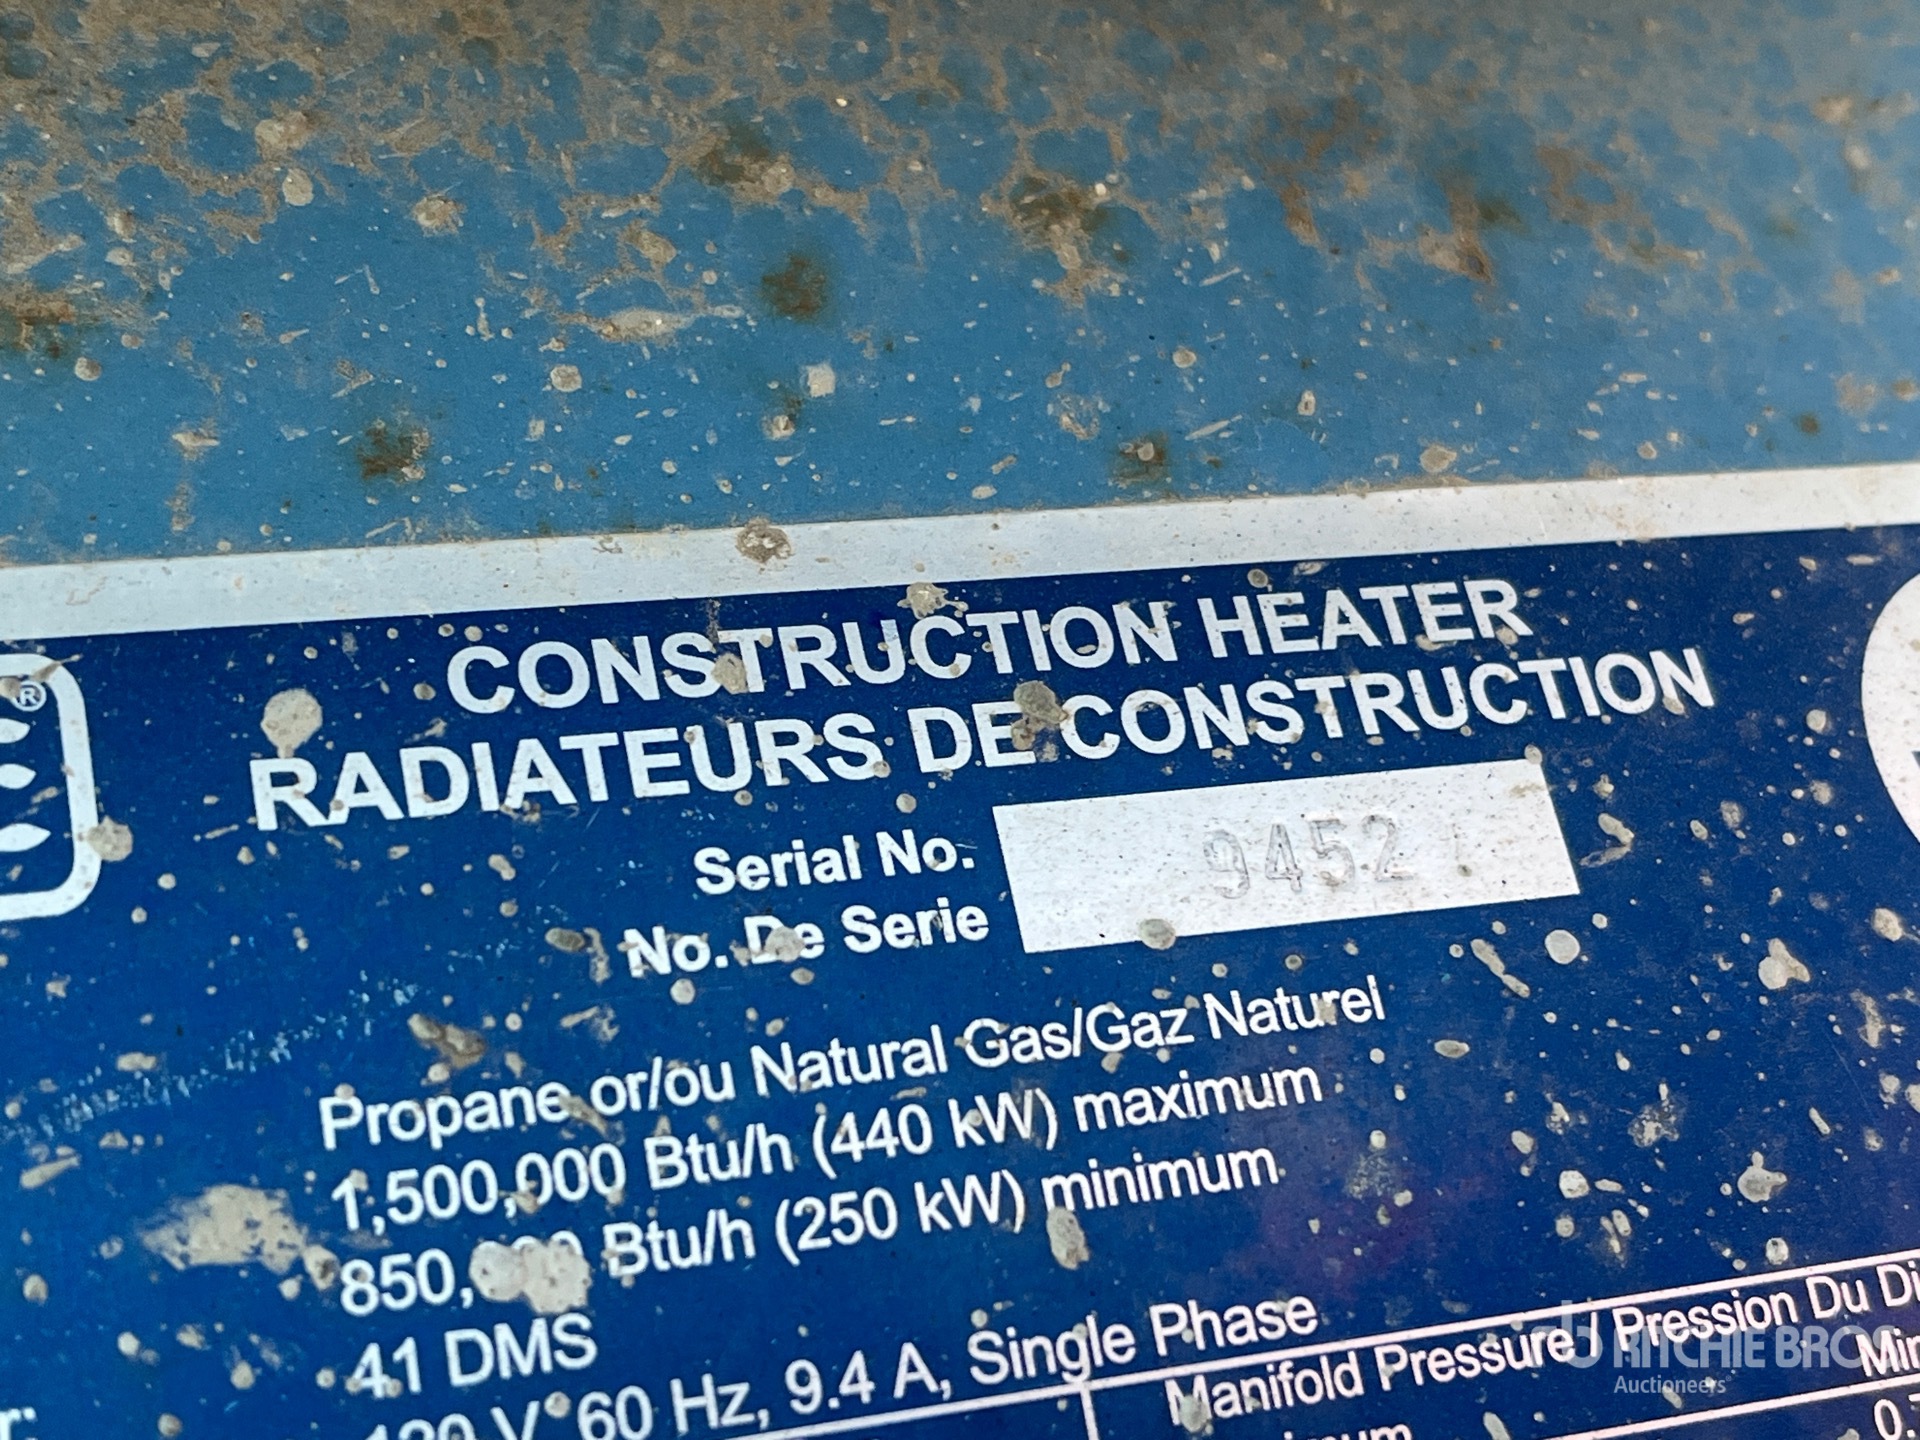 ®
CONSTRUCTION HEATER
RADIATEURS DE CONSTRUCTION
Serial No.
No. De Serie
9452
Propane or/ou Natural Gas/Gaz Naturel
1,500,000 Btu/h (440 kW) maximum
Btu/h (250 kW) minimum
41 DMS
120 V 60 Hz, 9.4 A, Single Phase
Manifold Pressure / Pression Du
RITCHIE BROS
Auctioneers